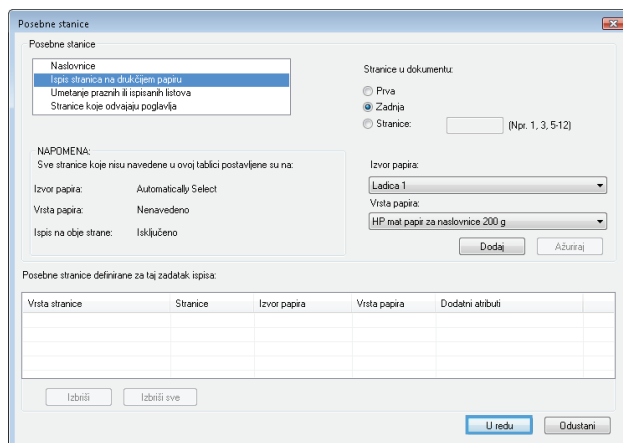 Posebne stanice
Posebne stanice
Naslovnice
Ispis stranica na drukčijem papiru
Umetanje praznih ili ispisanih listova
Stranice koje odvajaju poglavlja
Stranice u dokumentu:
Prva
Zadnja
Stranice: (Npr. 1, 3, 5-12)
NAPOMENA:
Sve stranice koje nisu navedene u ovoj tablici postavljene su na:
Izvor papira: Automatically Select
Vrsta papira: Nenavedeno
Ispis na obje strane: Isključeno
Izvor papira:
Ladica 1
Vrsta papira:
HP mat papir za naslovnice 200 g
Dodaj Ažuriraj
Posebne stranice definirane za taj zadatak ispisa:
Vrsta stranice Stranice Izvor papira Vrsta papira Dodatni atributi
Izbriši Izbriši sve
U redu Odustani